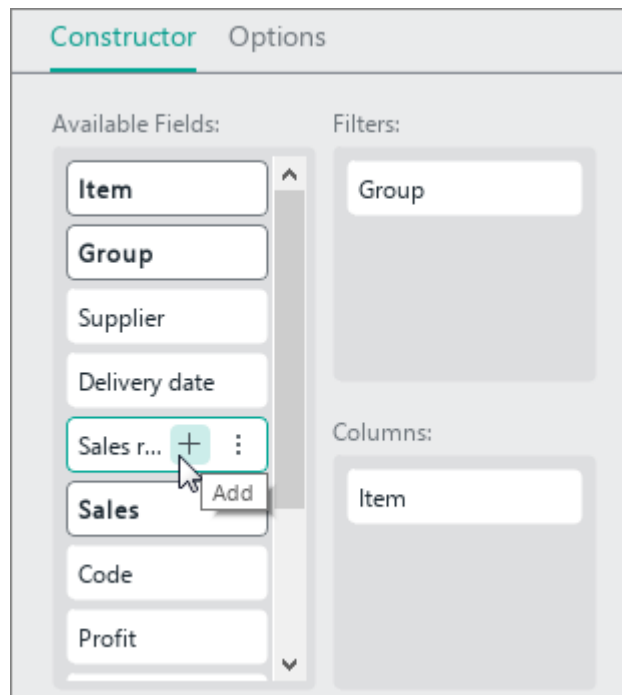 Constructor
Options
Available Fields:
Item
Group
Supplier
Delivery date
Sales r...
Add
Sales
Code
Profit
Filters:
Group
Columns:
Item